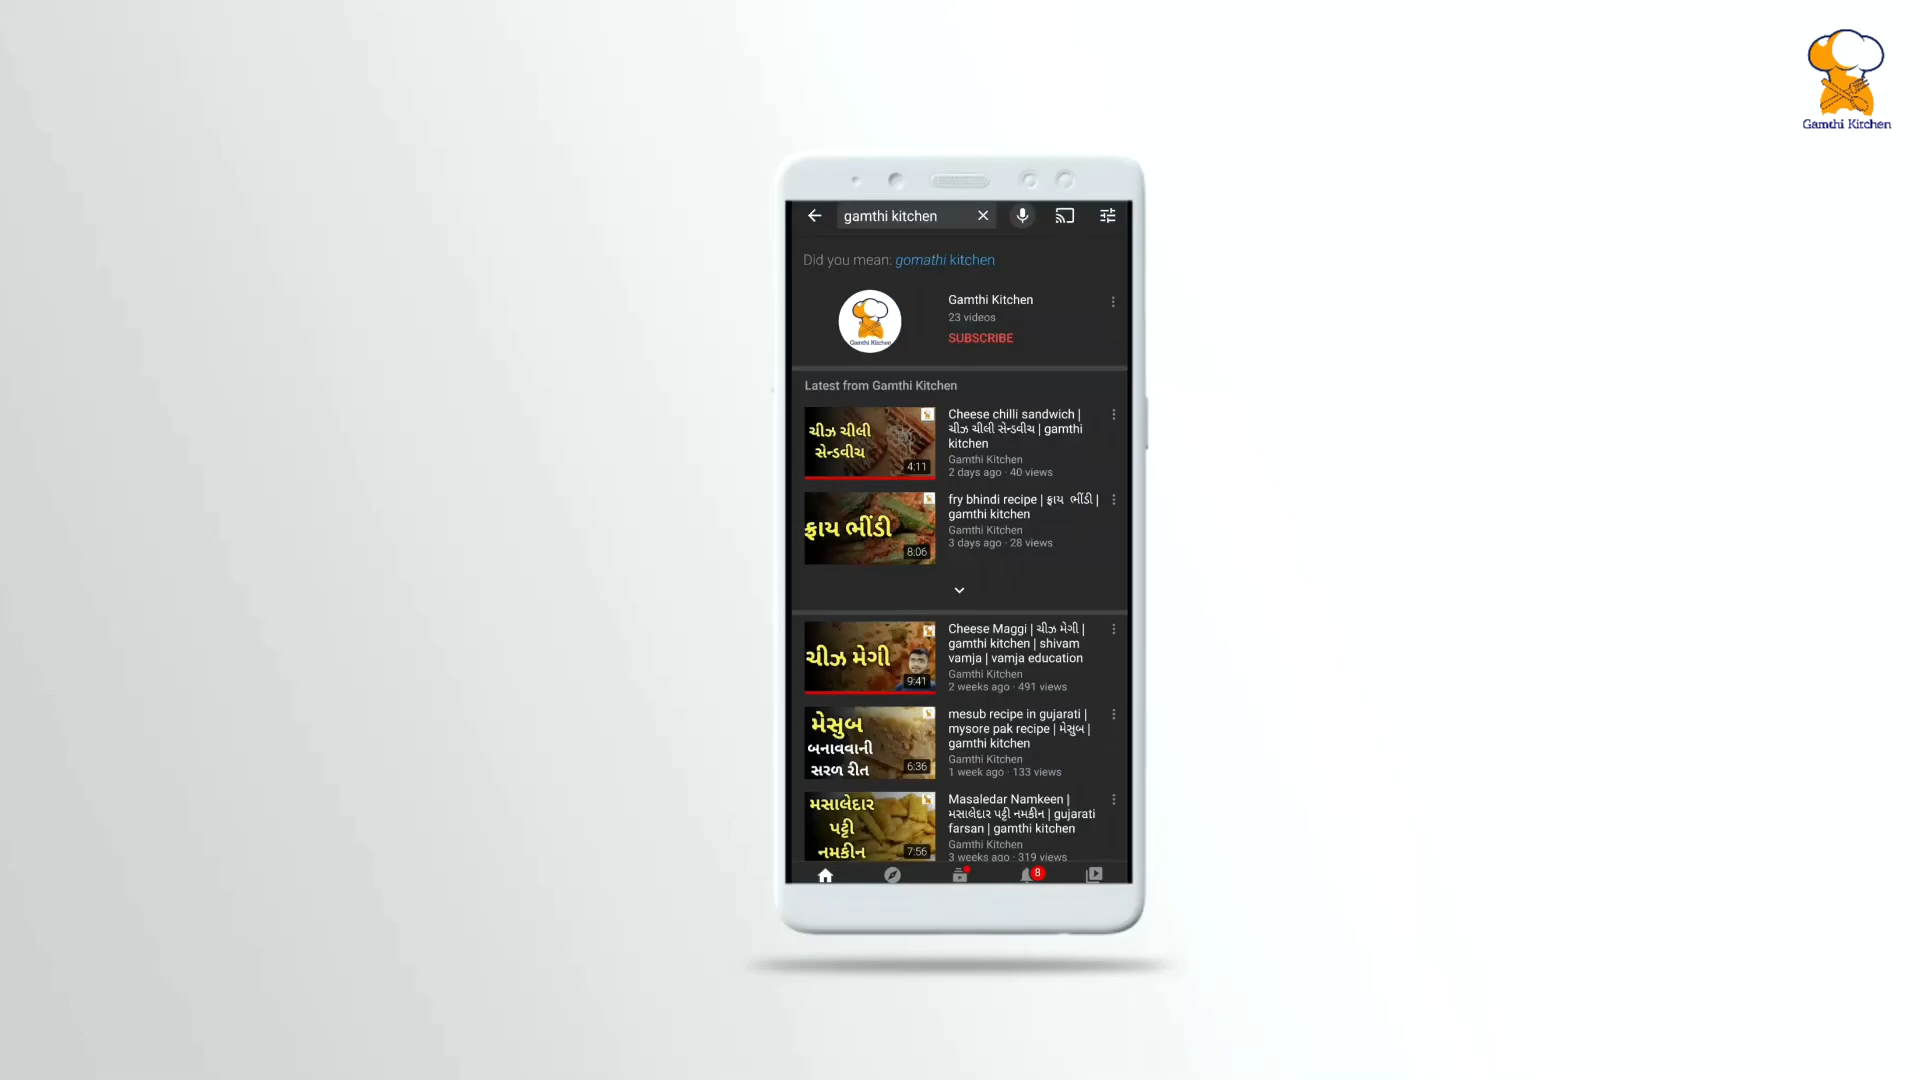 Gamthi Kitchen
gamthi kitchen
Did you mean: gomathi kitchen
Gamthi Kitchen
Gamthi Kitchen
23 videos
SUBSCRIBE
Latest from Gamthi Kitchen
ચીઝ ચીલી
સેન્ડવીચ
4:11
Cheese chilli sandwich |
ચીઝ ચીલી સેન્ડવીચ | gamthi
kitchen
Gamthi Kitchen
2 days ago · 40 views
ફ્રાય ભીંડી
8:06
fry bhindi recipe | ફ્રાય ભીંડી |
gamthi kitchen
Gamthi Kitchen
3 days ago · 28 views
ચીઝ મેગી
9:41
Cheese Maggi | ચીઝ મેગી |
gamthi kitchen | shivam
vamja | vamja education
Gamthi Kitchen
2 weeks ago · 491 views
મેસુબ
બનાવવાની
સરળ રીત
6:36
mesub recipe in gujarati |
mysore pak recipe | મેસુબ |
gamthi kitchen
Gamthi Kitchen
1 week ago · 133 views
મસાલેદાર
પટ્ટી
નમકીન
7:56
Masaledar Namkeen |
મસાલેદાર પટ્ટી નમકીન | gujarati
farsan | gamthi kitchen
Gamthi Kitchen
3 weeks ago · 319 views
8